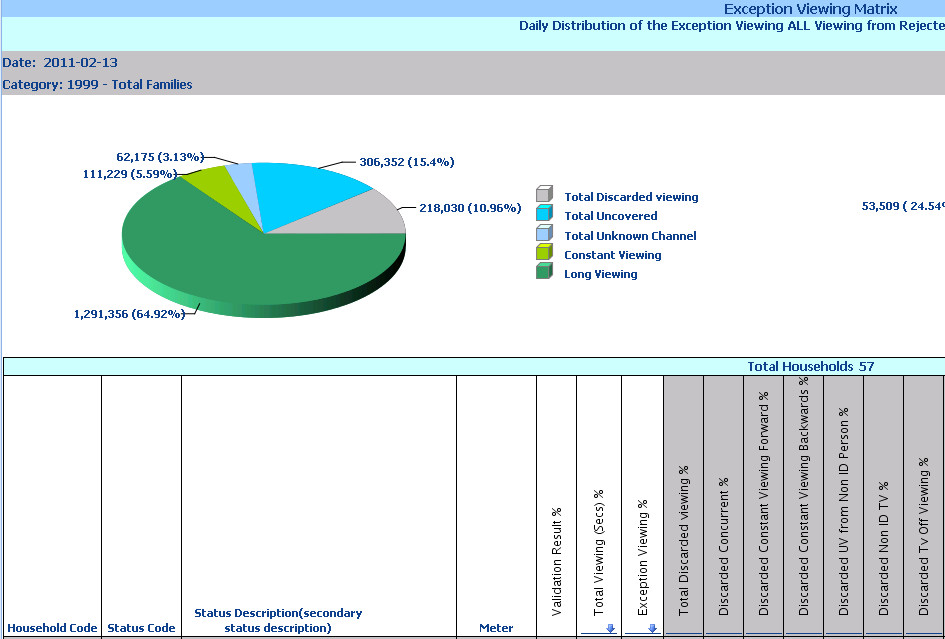 Exception Viewing Matrix
Daily Distribution of the Exception Viewing ALL Viewing from Rejecte
Date: 2011-02-13
Category: 1999 - Total Families
62,175 (3.13%)
306,352 (15.4%)
111,229 (5.59%)
218,030 (10.96%)
1,291,356 (64.92%)
Total Discarded viewing
Total Uncovered
Total Unknown Channel
Constant Viewing
Long Viewing
53,509 ( 24.54%
Total Households 57
Household Code
Status Code
Status Description(secondary
status description)
Meter
Validation Result %
Total Viewing (Secs) %
Exception Viewing %
Total Discarded viewing %
Discarded Concurrent %
Discarded Constant Viewing Forward %
Discarded Constant Viewing Backwards %
Discarded UV from Non ID Person %
Discarded Non ID TV %
Discarded Tv Off Viewing %